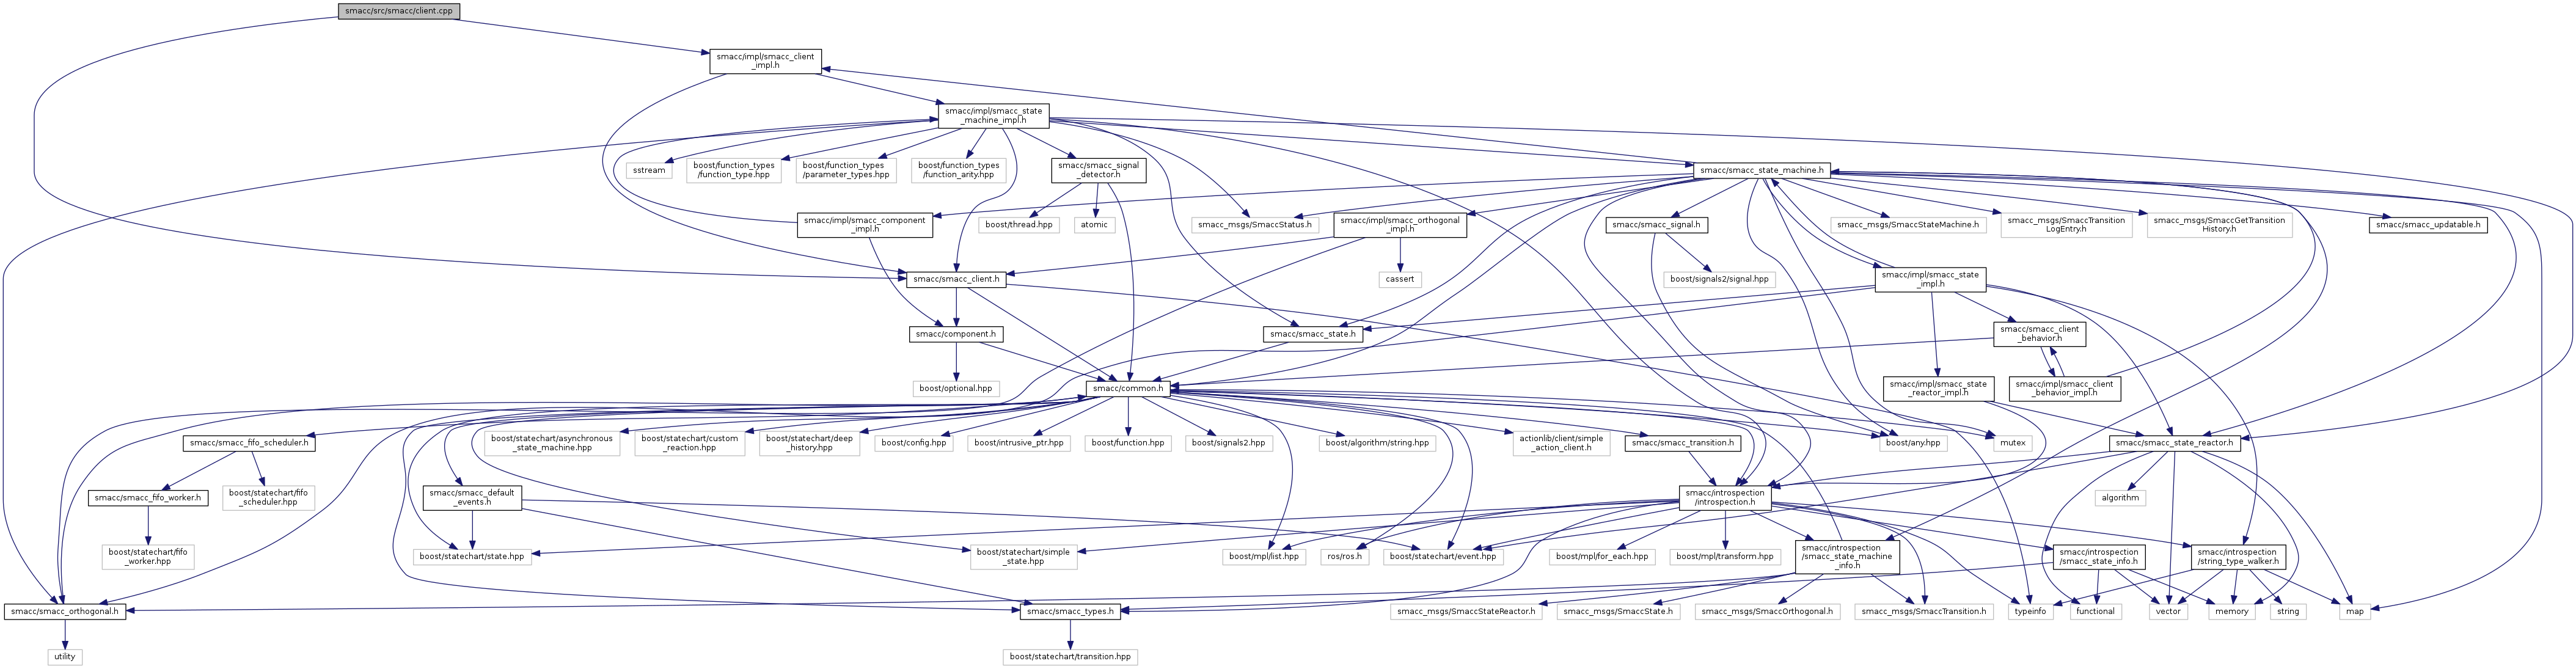 smacc/src/smacc/client.cpp
smacc/impl/smacc_client
_impl.h
smacc/impl/smacc_state
_machine_impl.h
sstream
boost/function_types
/function_type.hpp
boost/function_types
/parameter_types.hpp
boost/function_types
/function_arity.hpp
smacc/smacc_signal
_detector.h
smacc/smacc_state_machine.h
smacc/impl/smacc_component
_impl.h
boost/thread.hpp
atomic
smacc_msgs/SmaccStatus.h
smacc/impl/smacc_orthogonal
_impl.h
smacc/smacc_signal.h
smacc_msgs/SmaccStateMachine.h
smacc_msgs/SmaccTransition
LogEntry.h
smacc_msgs/SmaccGetTransition
History.h
smacc/smacc_updatable.h
smacc/smacc_client.h
cassert
boost/signals2/signal.hpp
smacc/impl/smacc_state
_impl.h
smacc/component.h
smacc/smacc_state.h
smacc/smacc_client
_behavior.h
boost/optional.hpp
smacc/common.h
smacc/impl/smacc_state
_reactor_impl.h
smacc/impl/smacc_client
_behavior_impl.h
smacc/smacc_fifo_scheduler.h
boost/statechart/asynchronous
_state_machine.hpp
boost/statechart/custom
_reaction.hpp
boost/statechart/deep
_history.hpp
boost/config.hpp
boost/intrusive_ptr.hpp
boost/function.hpp
boost/signals2.hpp
boost/algorithm/string.hpp
actionlib/client/simple
_action_client.h
smacc/smacc_transition.h
boost/any.hpp
mutex
smacc/smacc_state_reactor.h
smacc/smacc_fifo_worker.h
boost/statechart/fifo
_scheduler.hpp
smacc/smacc_default
_events.h
smacc/introspection
/introspection.h
algorithm
boost/statechart/fifo
_worker.hpp
boost/statechart/state.hpp
boost/statechart/simple
_state.hpp
boost/mpl/list.hpp
ros/ros.h
boost/statechart/event.hpp
boost/mpl/for_each.hpp
boost/mpl/transform.hpp
smacc/introspection
/smacc_state_machine
_info.h
smacc/introspection
/smacc_state_info.h
smacc/introspection
/string_type_walker.h
smacc/smacc_orthogonal.h
smacc/smacc_types.h
smacc_msgs/SmaccStateReactor.h
smacc_msgs/SmaccState.h
smacc_msgs/SmaccOrthogonal.h
smacc_msgs/SmaccTransition.h
typeinfo
functional
vector
memory
string
map
utility
boost/statechart/transition.hpp